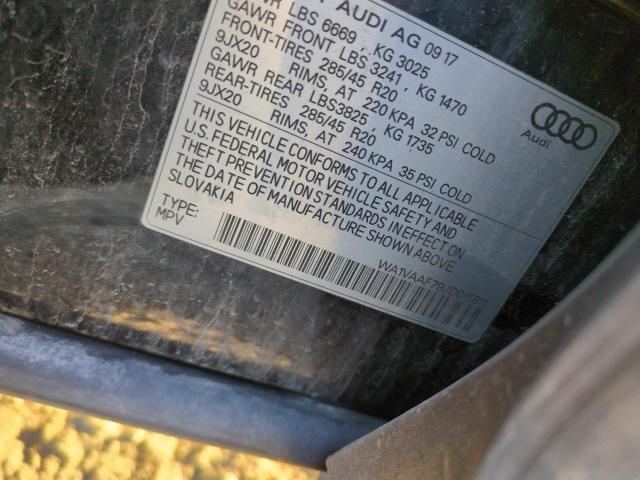 AUDI AG 09 17
LBS 6669 KG 3025
GAWR FRONT LBS 3241, KG 1470
FRONT-TIRES 285/45 R20
9JX20 RIMS, AT 220 KPA 32 PSI COLD
GAWR REAR LBS3825, KG 1735
REAR-TIRES 285/45 R20
9JX20 RIMS, AT 240 KPA 35 PSI COLD
THIS VEHICLE CONFORMS TO ALL APPLICABLE
U.S. FEDERAL MOTOR VEHICLE SAFETY AND
THEFT PREVENTION STANDARDS IN EFFECT ON
THE DATE OF MANUFACTURE SHOWN ABOVE
SLOVAKIA
TYPE:
MPV
Audi